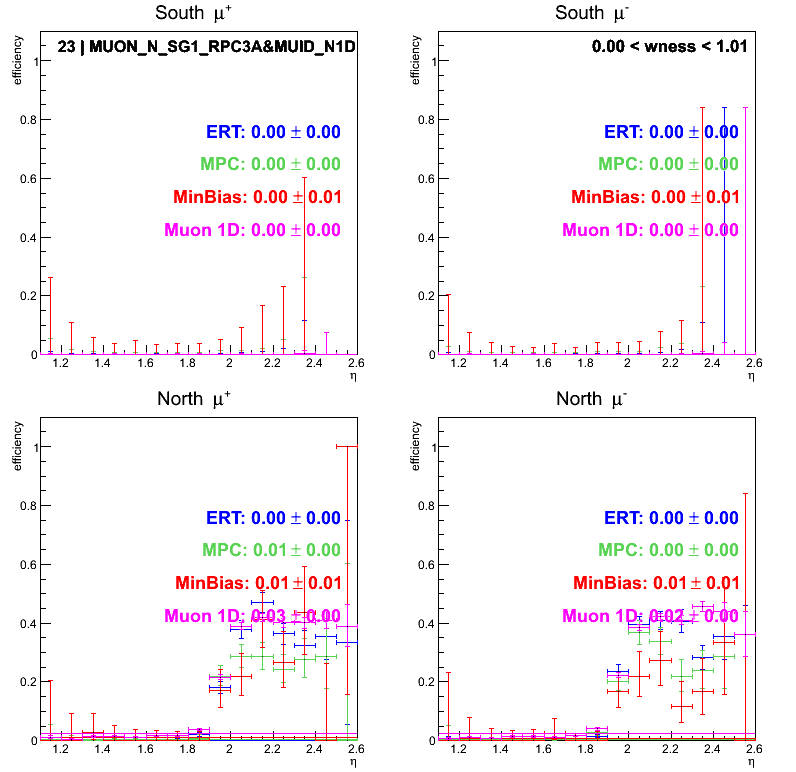 South μ+
efficiency
23 | MUON_N_SG1_RPC3A&MUID_N1D
ERT: 0.00 ± 0.00
MPC: 0.00 ± 0.00
MinBias: 0.00 ± 0.01
Muon 1D: 0.00 ± 0.00
1
0.8
0.6
0.4
0.2
0
1.2 1.4 1.6 1.8 2 2.2 2.4 2.6
η
South μ-
efficiency
0.00 < wness < 1.01
ERT: 0.00 ± 0.00
MPC: 0.00 ± 0.00
MinBias: 0.00 ± 0.01
Muon 1D: 0.00 ± 0.00
1
0.8
0.6
0.4
0.2
0
1.2 1.4 1.6 1.8 2 2.2 2.4 2.6
η
North μ+
efficiency
ERT: 0.00 ± 0.00
MPC: 0.01 ± 0.00
MinBias: 0.01 ± 0.01
Muon 1D: 0.03 ± 0.00
1
0.8
0.6
0.4
0.2
0
1.2 1.4 1.6 1.8 2 2.2 2.4 2.6
η
North μ-
efficiency
ERT: 0.00 ± 0.00
MPC: 0.00 ± 0.00
MinBias: 0.01 ± 0.01
Muon 1D: 0.02 ± 0.00
1
0.8
0.6
0.4
0.2
0
1.2 1.4 1.6 1.8 2 2.2 2.4 2.6
η